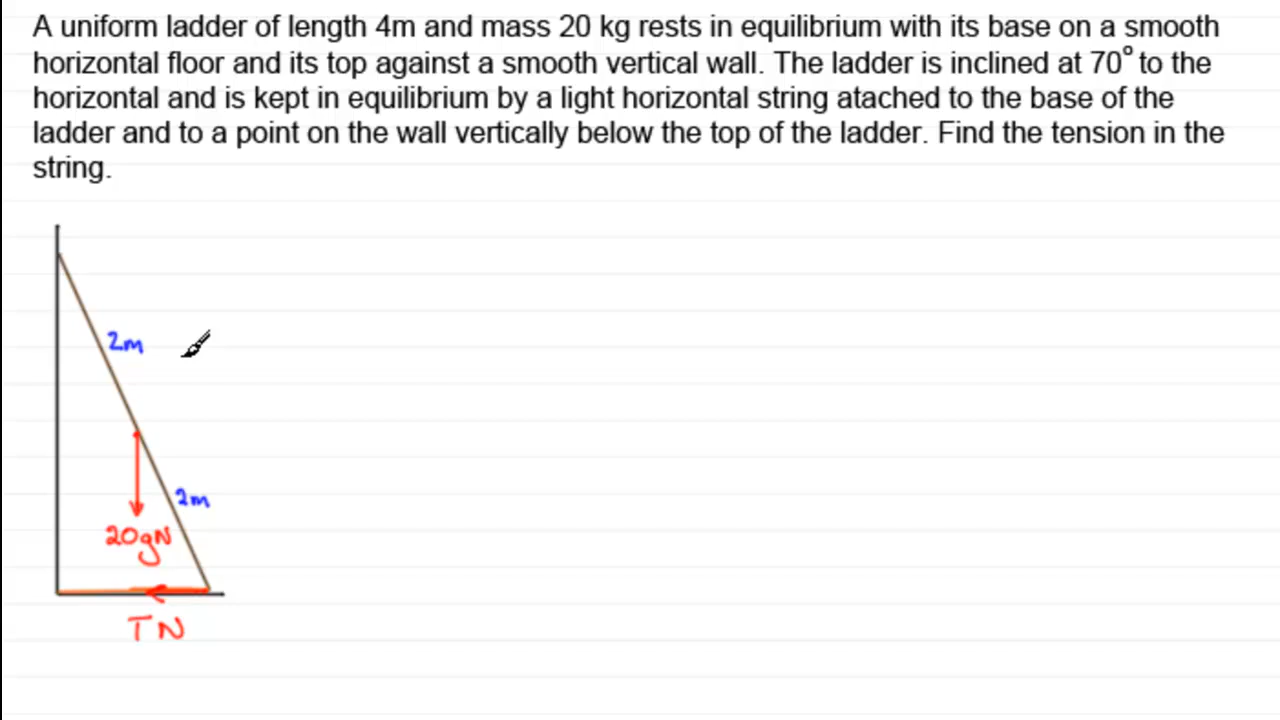 A uniform ladder of length 4m and mass 20 kg rests in equilibrium with its base on a smooth
horizontal floor and its top against a smooth vertical wall. The ladder is inclined at 70° to the
horizontal and is kept in equilibrium by a light horizontal string atached to the base of the
ladder and to a point on the wall vertically below the top of the ladder. Find the tension in the
string.
2m
2m
20gN
TN